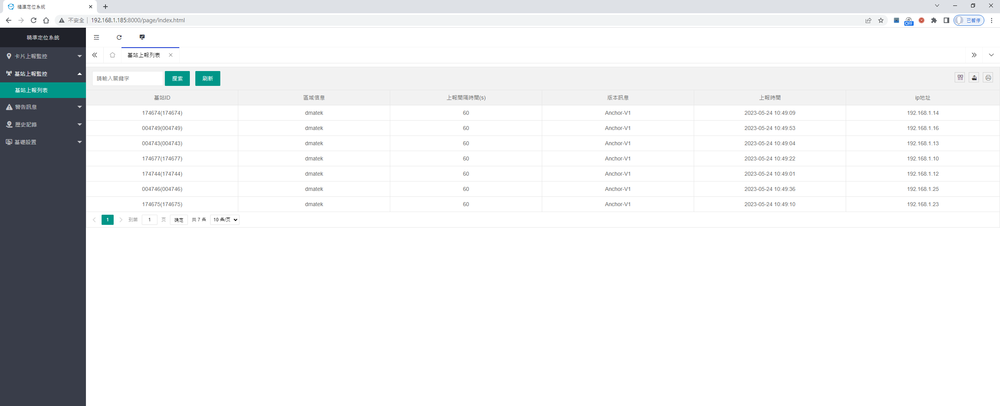 精準定位系統
不安全 192.168.1.185:8000/page/index.html
OFF
已暫停
精準定位系統
卡片上報監控
基站上報監控
基站上報列表
警告訊息
歷史記錄
基礎設置
基站上報列表
請輸入關鍵字 搜索 刷新
基站ID 區域信息 上報間隔時間(s) 版本訊息 上報時間 ip地址
174674(174674) dmatek 60 Anchor-V1 2023-05-24 10:49:09 192.168.1.14
004749(004749) dmatek 60 Anchor-V1 2023-05-24 10:49:53 192.168.1.16
004743(004743) dmatek 60 Anchor-V1 2023-05-24 10:49:04 192.168.1.13
174677(174677) dmatek 60 Anchor-V1 2023-05-24 10:49:22 192.168.1.10
174744(174744) dmatek 60 Anchor-V1 2023-05-24 10:49:01 192.168.1.12
004746(004746) dmatek 60 Anchor-V1 2023-05-24 10:49:36 192.168.1.25
174675(174675) dmatek 60 Anchor-V1 2023-05-24 10:49:10 192.168.1.23
1 到第 1 页 确定 共 7 条 10 条/页